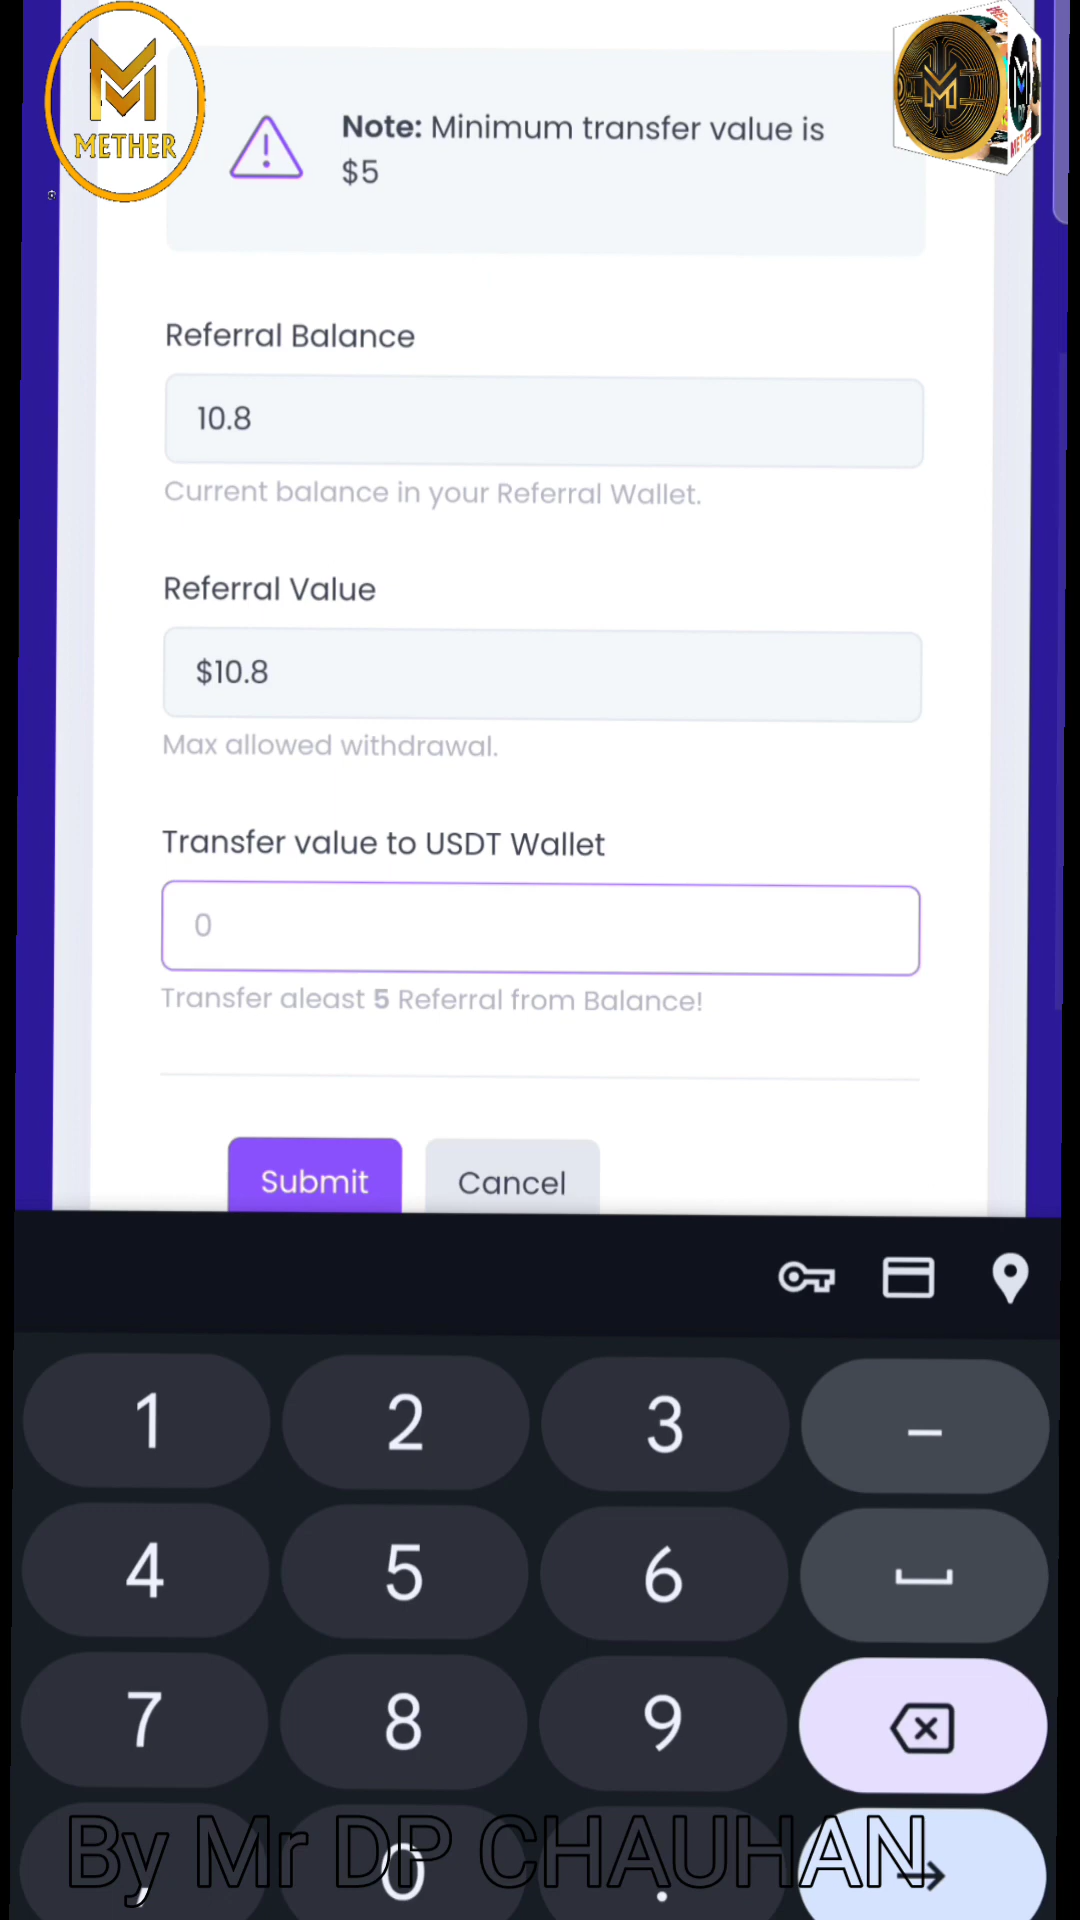 METHER
Note: Minimum transfer value is
$5
Referral Balance
10.8
Current balance in your Referral Wallet.
Referral Value
$10.8
Max allowed withdrawal.
Transfer value to USDT Wallet
0
Transfer aleast 5 Referral from Balance!
Submit
Cancel
1 2 3 –
4 5 6
7 8 9
, 0 .
By Mr DP CHAUHAN